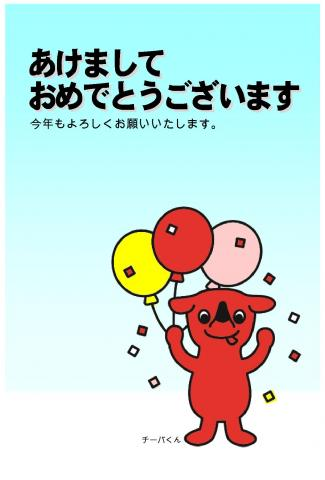 あけまして
おめでとうございます
今年もよろしくお願いいたします。
チーバくん